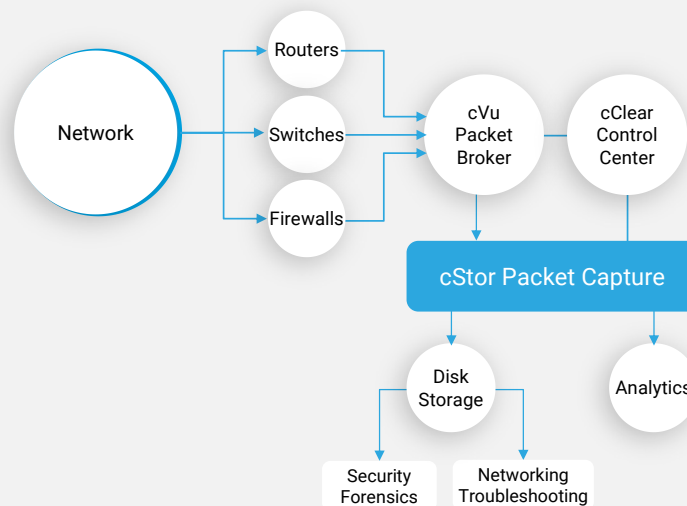 Network
Routers
Switches
Firewalls
cVu
Packet
Broker
cClear
Control
Center
cStor Packet Capture
Disk
Storage
Analytics
Security
Forensics
Networking
Troubleshooting